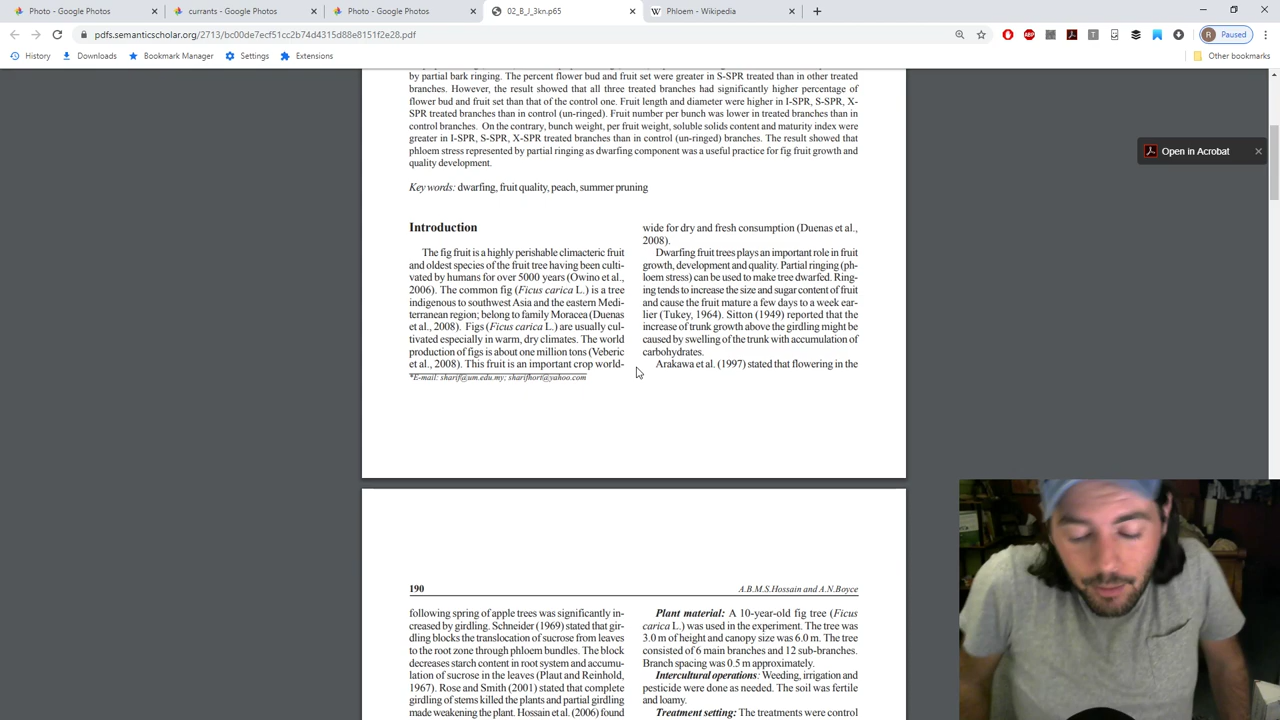 Photo - Google Photos
currants - Google Photos
Photo - Google Photos
02_B_J_3kn.p65
Phloem - Wikipedia
pdfs.semanticscholar.org/2713/bc00de7ecf51cc2b74d4315d88e8151f2e28.pdf
Paused
History
Downloads
Bookmark Manager
Settings
Extensions
Other bookmarks
Open in Acrobat
by partial bark ringing. The percent flower bud and fruit set were greater in S-SPR treated than in other treated
branches. However, the result showed that all three treated branches had significantly higher percentage of
flower bud and fruit set than that of the control one. Fruit length and diameter were higher in I-SPR, S-SPR, X-
SPR treated branches than in control (un-ringed). Fruit number per bunch was lower in treated branches than in
control branches. On the contrary, bunch weight, per fruit weight, soluble solids content and maturity index were
greater in I-SPR, S-SPR, X-SPR treated branches than in control (un-ringed) branches. The result showed that
phloem stress represented by partial ringing as dwarfing component was a useful practice for fig fruit growth and
quality development.
Key words: dwarfing, fruit quality, peach, summer pruning
Introduction
The fig fruit is a highly perishable climacteric fruit
and oldest species of the fruit tree having been culti-
vated by humans for over 5000 years (Owino et al.,
2006). The common fig (Ficus carica L.) is a tree
indigenous to southwest Asia and the eastern Medi-
terranean region; belong to family Moracea (Duenas
et al., 2008). Figs (Ficus carica L.) are usually cul-
tivated especially in warm, dry climates. The world
production of figs is about one million tons (Veberic
et al., 2008). This fruit is an important crop world-
*E-mail: sharif@um.edu.my; sharifhort@yahoo.com
wide for dry and fresh consumption (Duenas et al.,
2008).
Dwarfing fruit trees plays an important role in fruit
growth, development and quality. Partial ringing (ph-
loem stress) can be used to make tree dwarfed. Ring-
ing tends to increase the size and sugar content of fruit
and cause the fruit mature a few days to a week ear-
lier (Tukey, 1964). Sitton (1949) reported that the
increase of trunk growth above the girdling might be
caused by swelling of the trunk with accumulation of
carbohydrates.
Arakawa et al. (1997) stated that flowering in the
190
A.B.M.S.Hossain and A.N.Boyce
following spring of apple trees was significantly in-
creased by girdling. Schneider (1969) stated that gir-
dling blocks the translocation of sucrose from leaves
to the root zone through phloem bundles. The block
decreases starch content in root system and accumu-
lation of sucrose in the leaves (Plaut and Reinhold,
1967). Rose and Smith (2001) stated that complete
girdling of stems killed the plants and partial girdling
made weakening the plant. Hossain et al. (2006) found
Plant material: A 10-year-old fig tree (Ficus
carica L.) was used in the experiment. The tree was
3.0 m of height and canopy size was 6.0 m. The tree
consisted of 6 main branches and 12 sub-branches.
Branch spacing was 0.5 m approximately.
Intercultural operations: Weeding, irrigation and
pesticide were done as needed. The soil was fertile
and loamy.
Treatment setting: The treatments were control